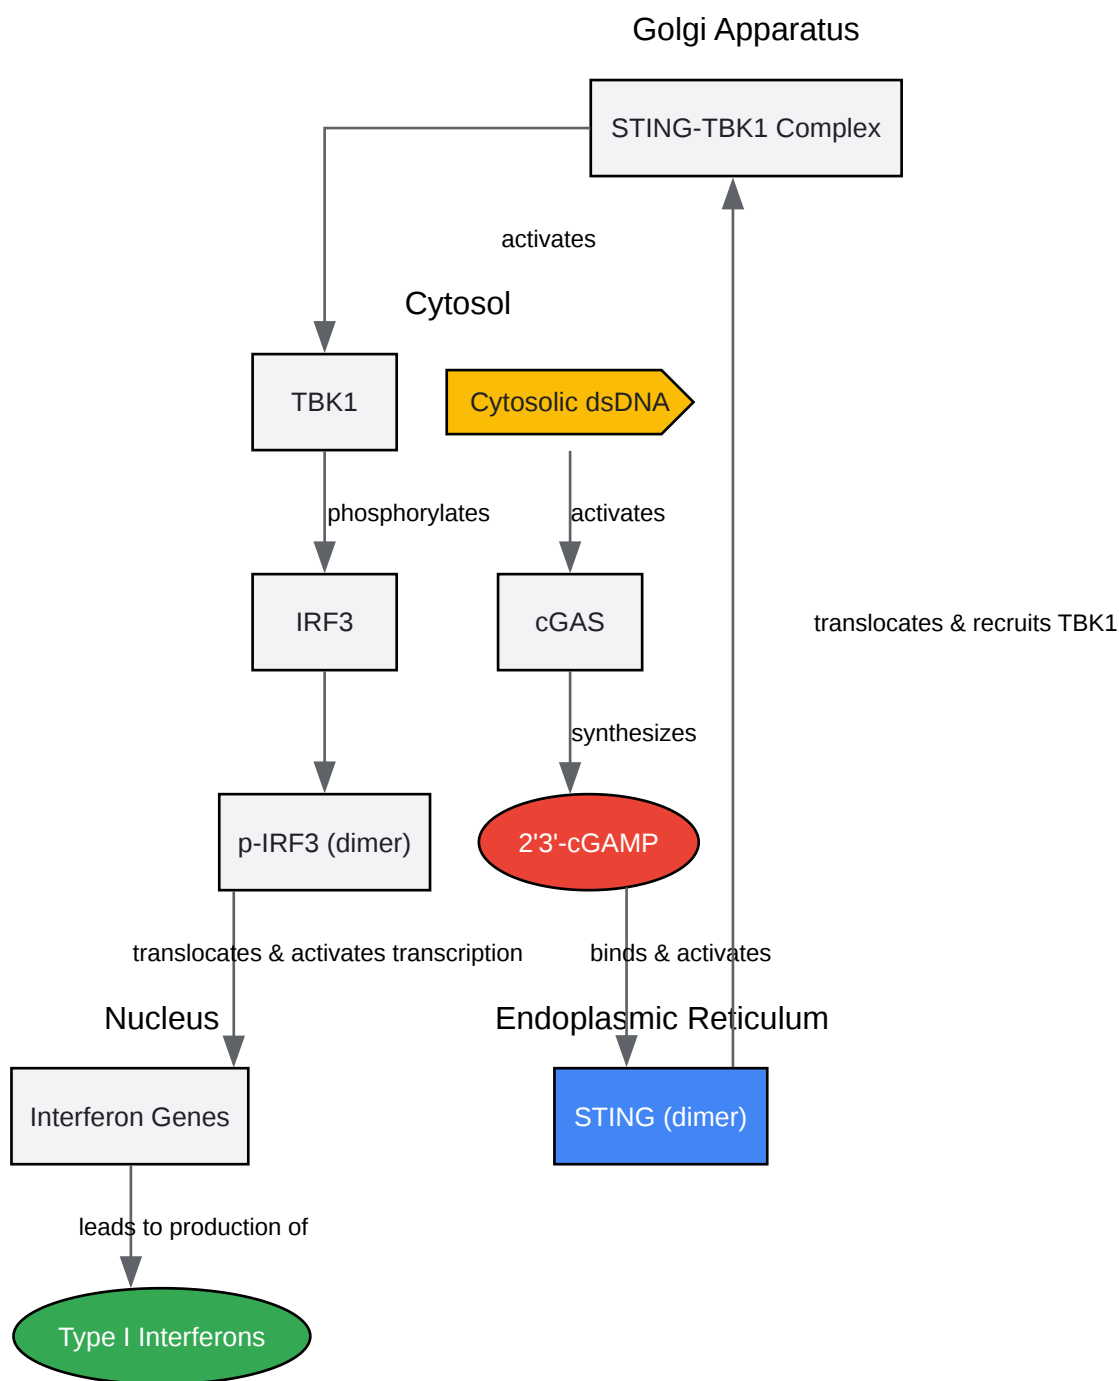 Golgi Apparatus
STING-TBK1 Complex
activates
Cytosol
TBK1
Cytosolic dsDNA
phosphorylates
activates
IRF3
cGAS
translocates & recruits TBK1
synthesizes
p-IRF3 (dimer)
2'3'-cGAMP
translocates & activates transcription
binds & activates
Nucleus
Endoplasmic Reticulum
Interferon Genes
STING (dimer)
leads to production of
Type I Interferons